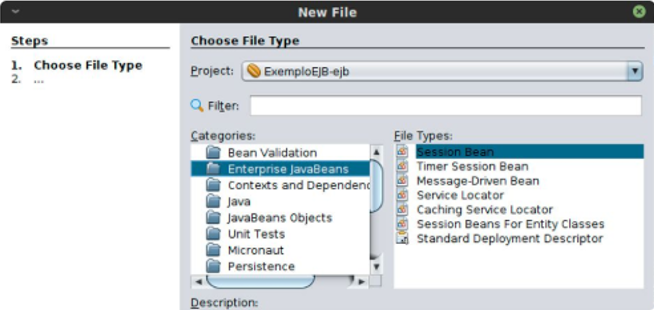 New File
Steps
1. Choose File Type
2. ...
Choose File Type
Project: ExemploEJB-ejb
Filter:
Categories:
Bean Validation
Enterprise JavaBeans
Contexts and Dependenc
Java
JavaBeans Objects
Unit Tests
Micronaut
Persistence
File Types:
Session Bean
Timer Session Bean
Message-Driven Bean
Service Locator
Caching Service Locator
Session Beans For Entity Classes
Standard Deployment Descriptor
Description: